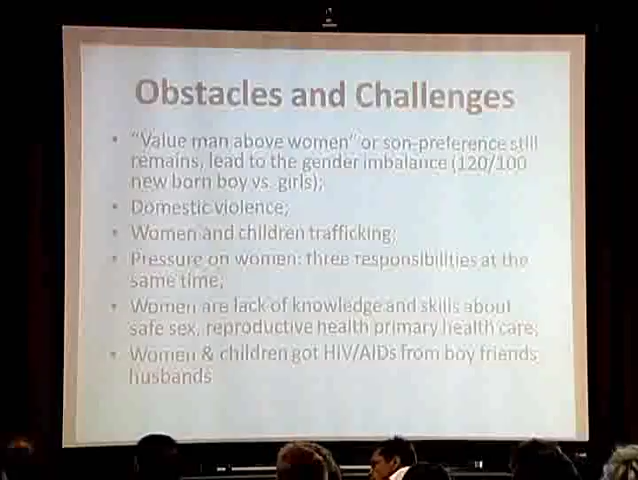 Obstacles and Challenges
• "Value man above women" or son-preference still
remains, lead to the gender imbalance (120/100
new born boy vs. girls);
• Domestic violence;
• Women and children trafficking;
• Pressure on women: three responsibilities at the
same time;
• Women are lack of knowledge and skills about
safe sex, reproductive health primary health care;
• Women & children got HIV/AIDs from boy friends
husbands